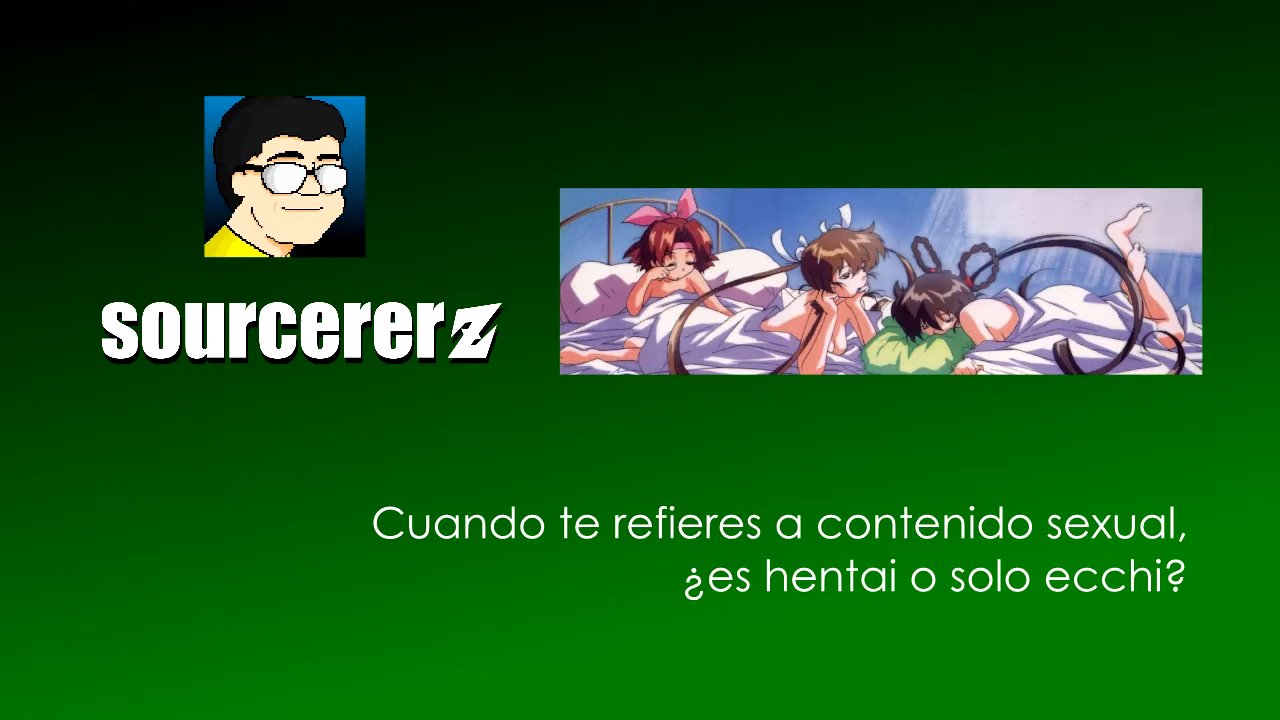 sourcererz
Cuando te refieres a contenido sexual,
¿es hentai o solo ecchi?